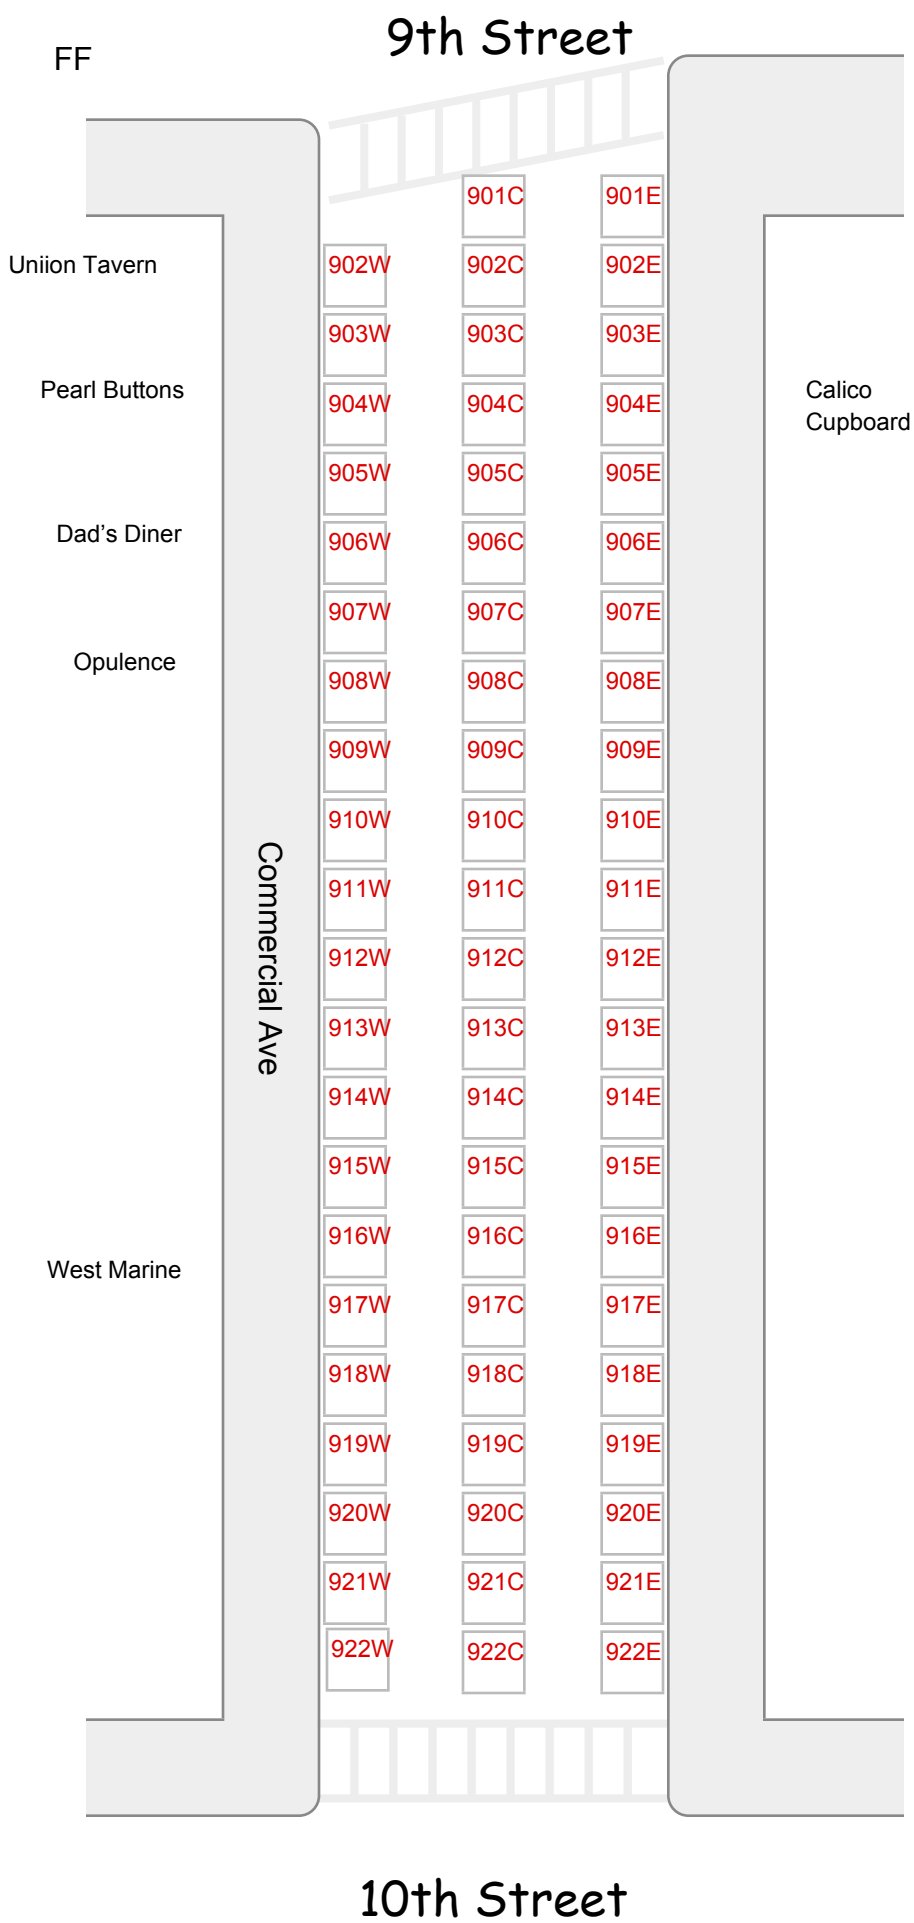 9th Street
FF
901C 901E
Uniion Tavern 902W 902C 902E
903W 903C 903E
Pearl Buttons 904W 904C 904E Calico
Cupboard
905W 905C 905E
Dad’s Diner 906W 906C 906E
907W 907C 907E
Opulence 908W 908C 908E
909W 909C 909E
910W 910C 910E
Commercial Ave
911W 911C 911E
912W 912C 912E
913W 913C 913E
914W 914C 914E
915W 915C 915E
916W 916C 916E
West Marine
917W 917C 917E
918W 918C 918E
919W 919C 919E
920W 920C 920E
921W 921C 921E
922W 922C 922E
10th Street